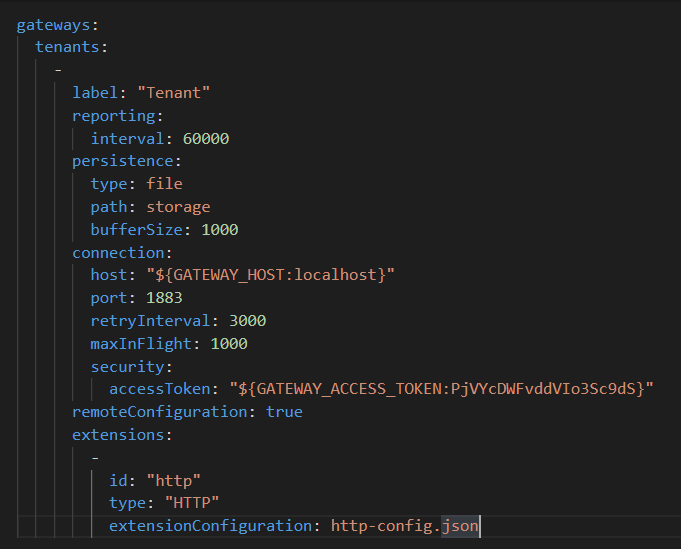 gateways:
  tenants:
    -
      label: "Tenant"
      reporting:
        interval: 60000
      persistence:
        type: file
        path: storage
        bufferSize: 1000
      connection:
        host: "${GATEWAY_HOST:localhost}"
        port: 1883
        retryInterval: 3000
        maxInFlight: 1000
        security:
          accessToken: "${GATEWAY_ACCESS_TOKEN:PjVYcDWFvddVIo3Sc9dS}"
      remoteConfiguration: true
      extensions:
        -
          id: "http"
          type: "HTTP"
          extensionConfiguration: http-config.json